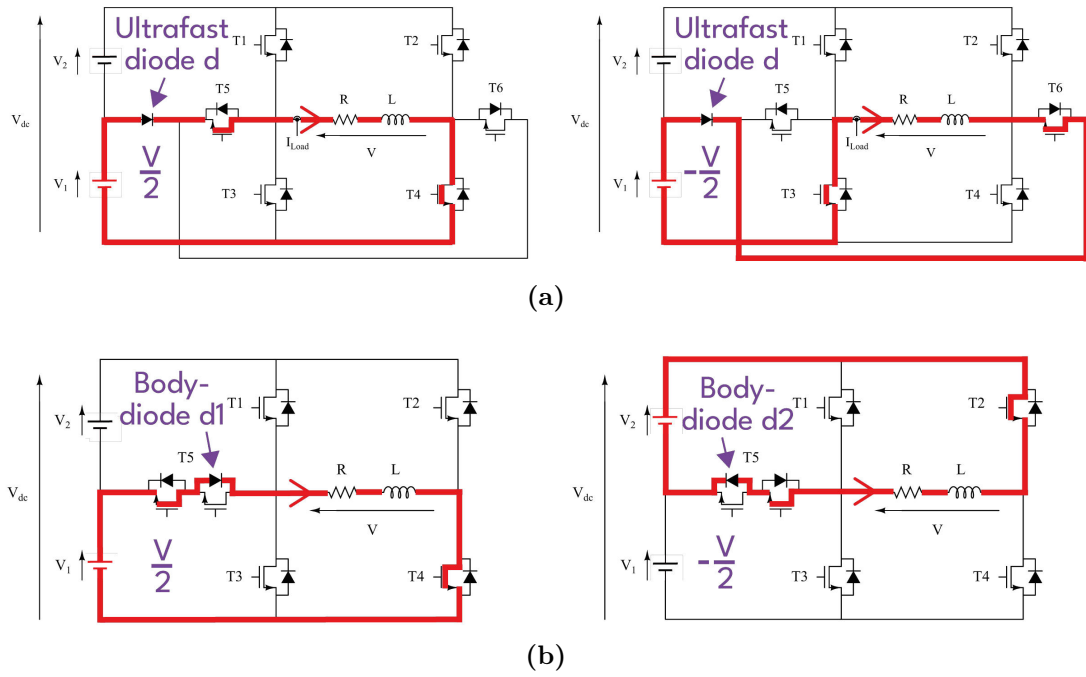 Ultrafast
diode d
V2
T1
T2
T5
T6
R
L
Vdc
ILoad
V
V/2
V1
T3
T4
Ultrafast
diode d
V2
T1
T2
T5
T6
R
L
Vdc
ILoad
V
-V/2
V1
T3
T4
(a)
Body-
diode d1
T1
T2
V2
T5
R
L
Vdc
V
V/2
V1
T3
T4
Body-
diode d2
T1
T2
V2
T5
R
L
Vdc
V
-V/2
V1
T3
T4
(b)